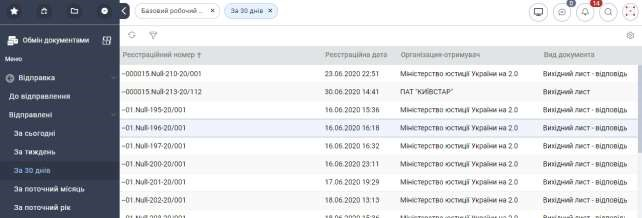 Базовий робочий ... × За 30 днів ×
0 14
Обмін документами
Меню
Відправка
До відправлення
Відправлені
За сьогодні
За тиждень
За 30 днів
За поточний місяць
За поточний рік
Реєстраційний номер ↑ Реєстраційна дата Організація-отримувач Вид документа
--000015.Null-210-20/001 23.06.2020 22:51 Міністерство юстиції України на 2.0 Вихідний лист - відповідь
--000015.Null-213-20/112 30.06.2020 14:41 ПАТ "КИЇВСТАР" Вихідний лист
--01.Null-195-20/001 16.06.2020 15:36 Міністерство юстиції України на 2.0 Вихідний лист - відповідь
--01.Null-196-20/001 16.06.2020 16:18 Міністерство юстиції України на 2.0 Вихідний лист - відповідь
--01.Null-197-20/001 16.06.2020 16:32 Міністерство юстиції України на 2.0 Вихідний лист - відповідь
--01.Null-200-20/001 16.06.2020 23:11 Міністерство юстиції України на 2.0 Вихідний лист - відповідь
--01.Null-201-20/001 17.06.2020 19:29 Міністерство юстиції України на 2.0 Вихідний лист - відповідь
--01.Null-202-20/001 18.06.2020 13:13 Міністерство юстиції України на 2.0 Вихідний лист - відповідь